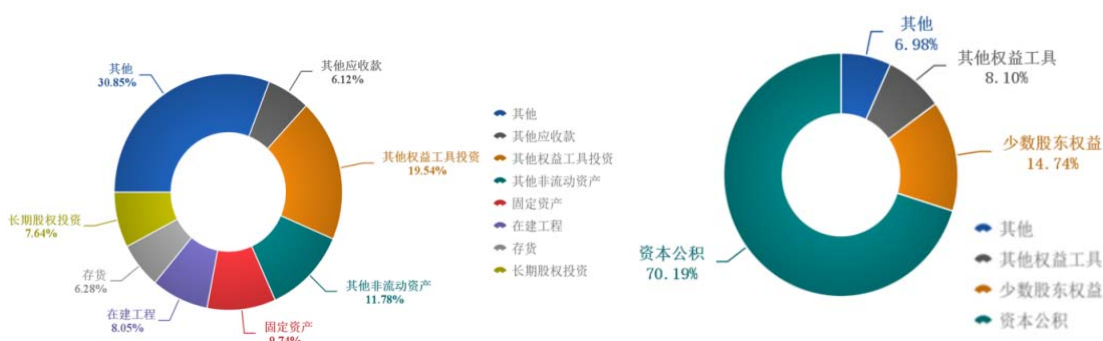 其他
30.85%
其他应收款
6.12%
其他权益工具投资
19.54%
其他非流动资产
11.78%
固定资产
9.74%
在建工程
8.05%
存货
6.28%
长期股权投资
7.64%
其他
其他应收款
其他权益工具投资
其他非流动资产
固定资产
在建工程
存货
长期股权投资
其他
6.98%
其他权益工具
8.10%
少数股东权益
14.74%
资本公积
70.19%
其他
其他权益工具
少数股东权益
资本公积